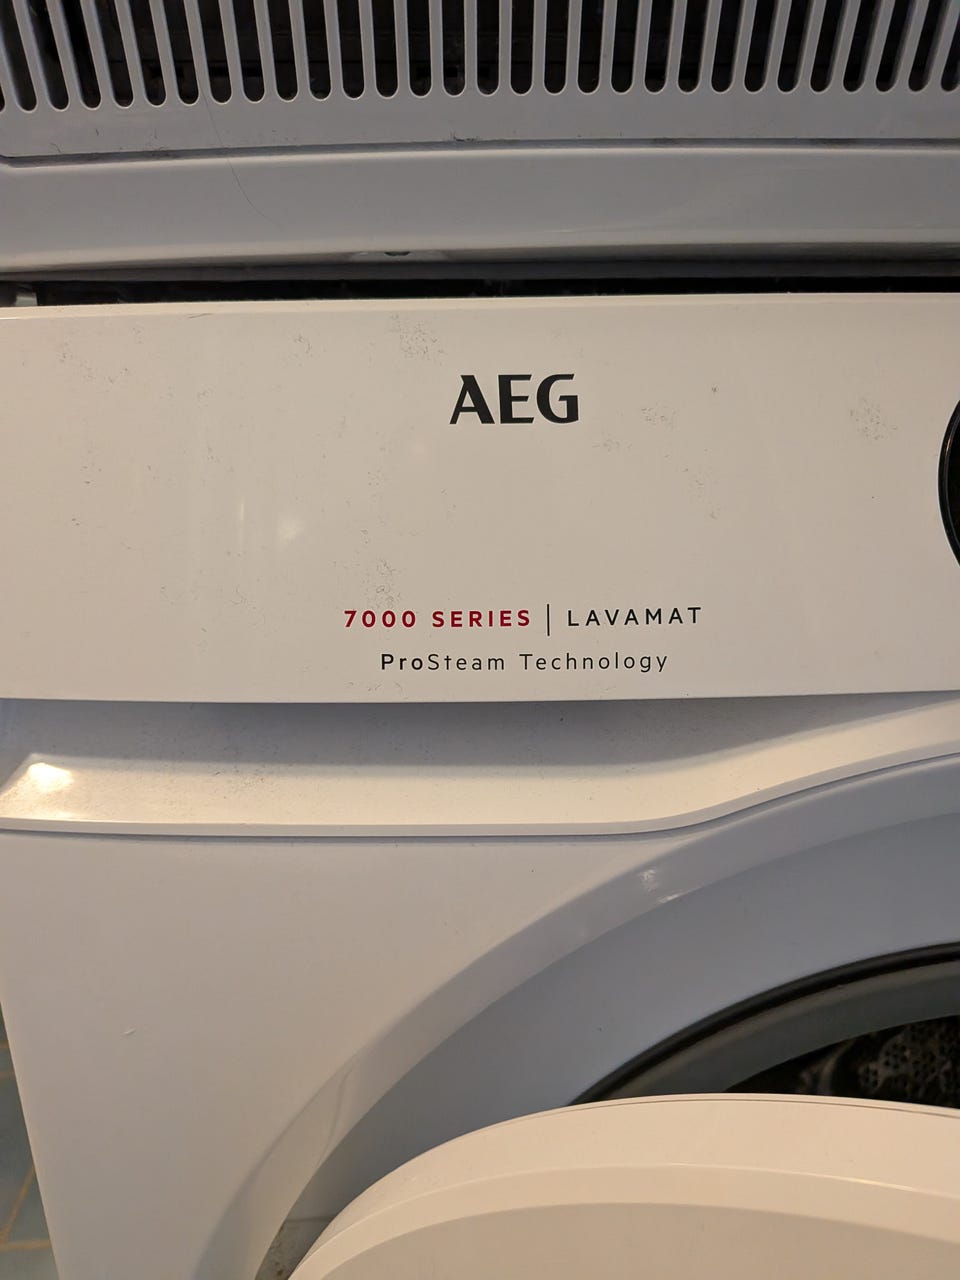 AEG
7000 SERIES | LAVAMAT
ProSteam Technology